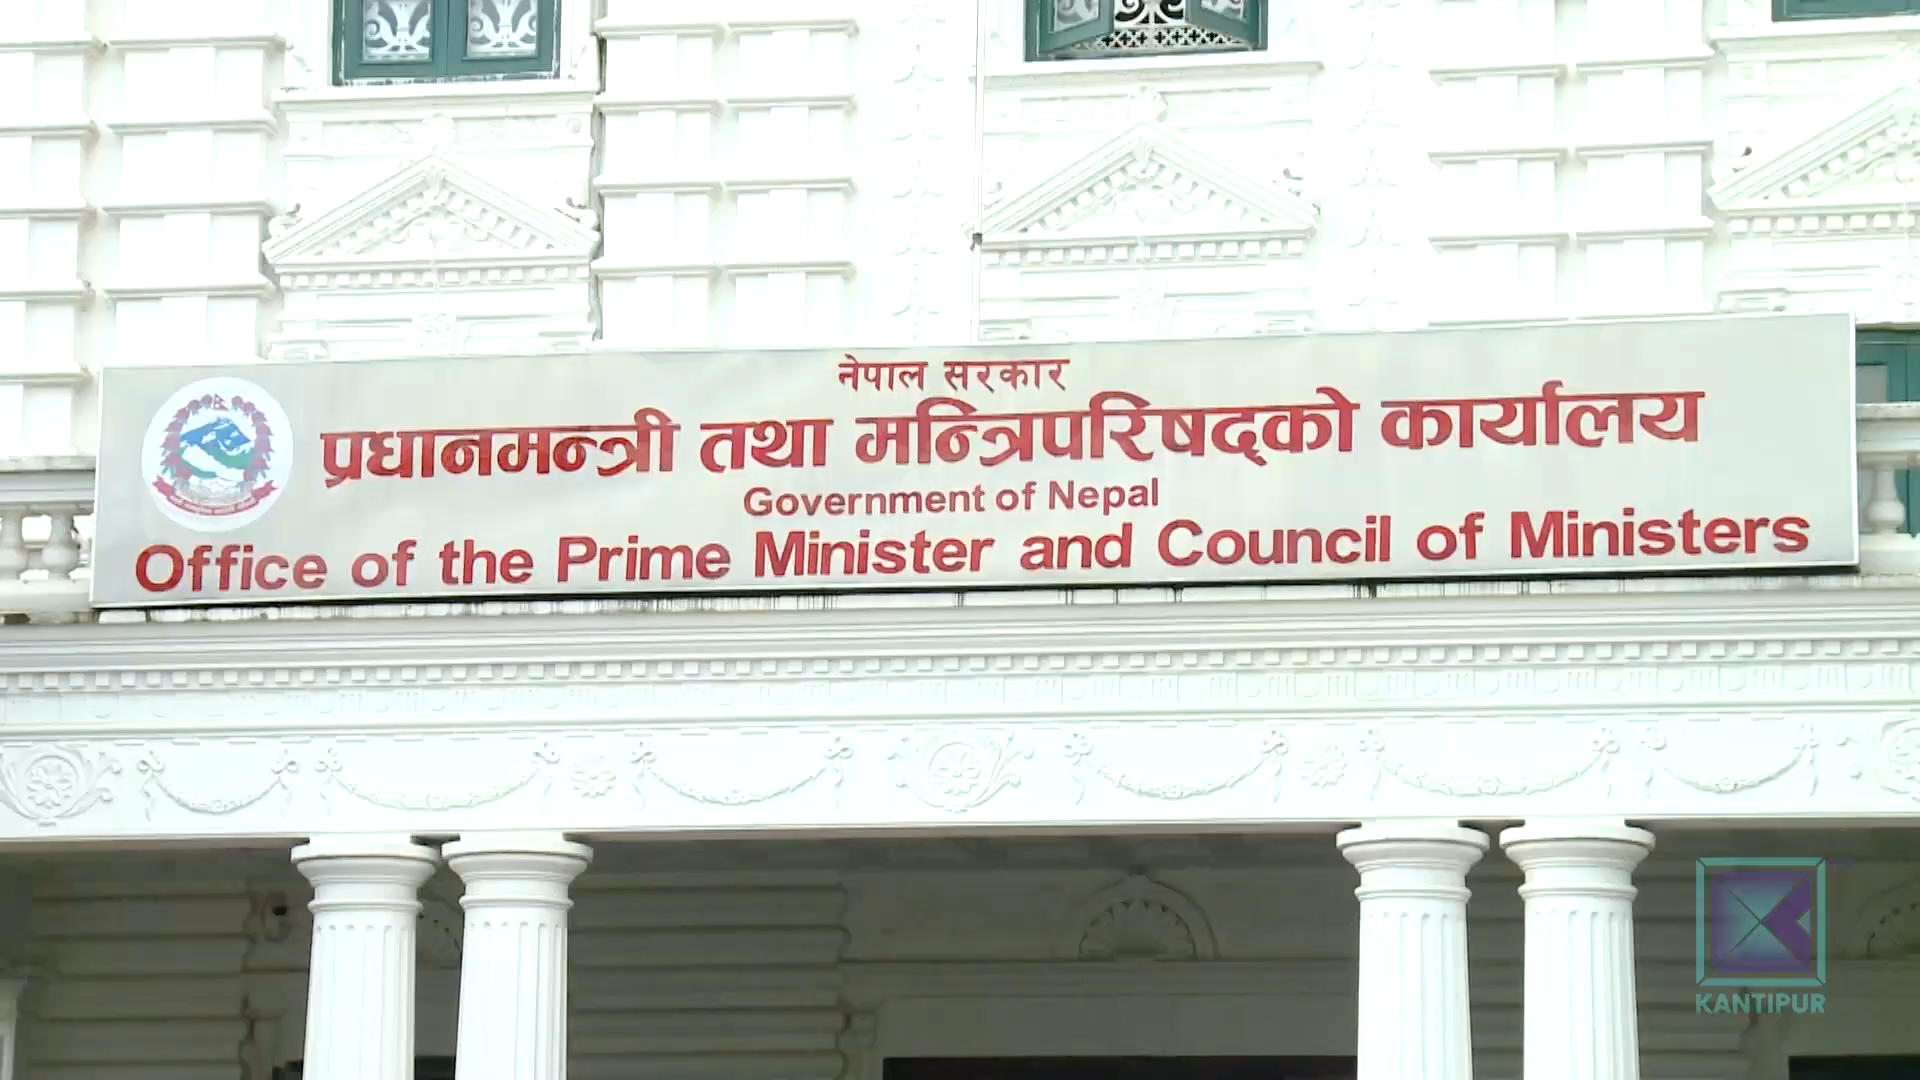 नेपाल सरकार
प्रधानमन्त्री तथा मन्त्रिपरिषद्को कार्यालय
Government of Nepal
Office of the Prime Minister and Council of Ministers
KANTIPUR